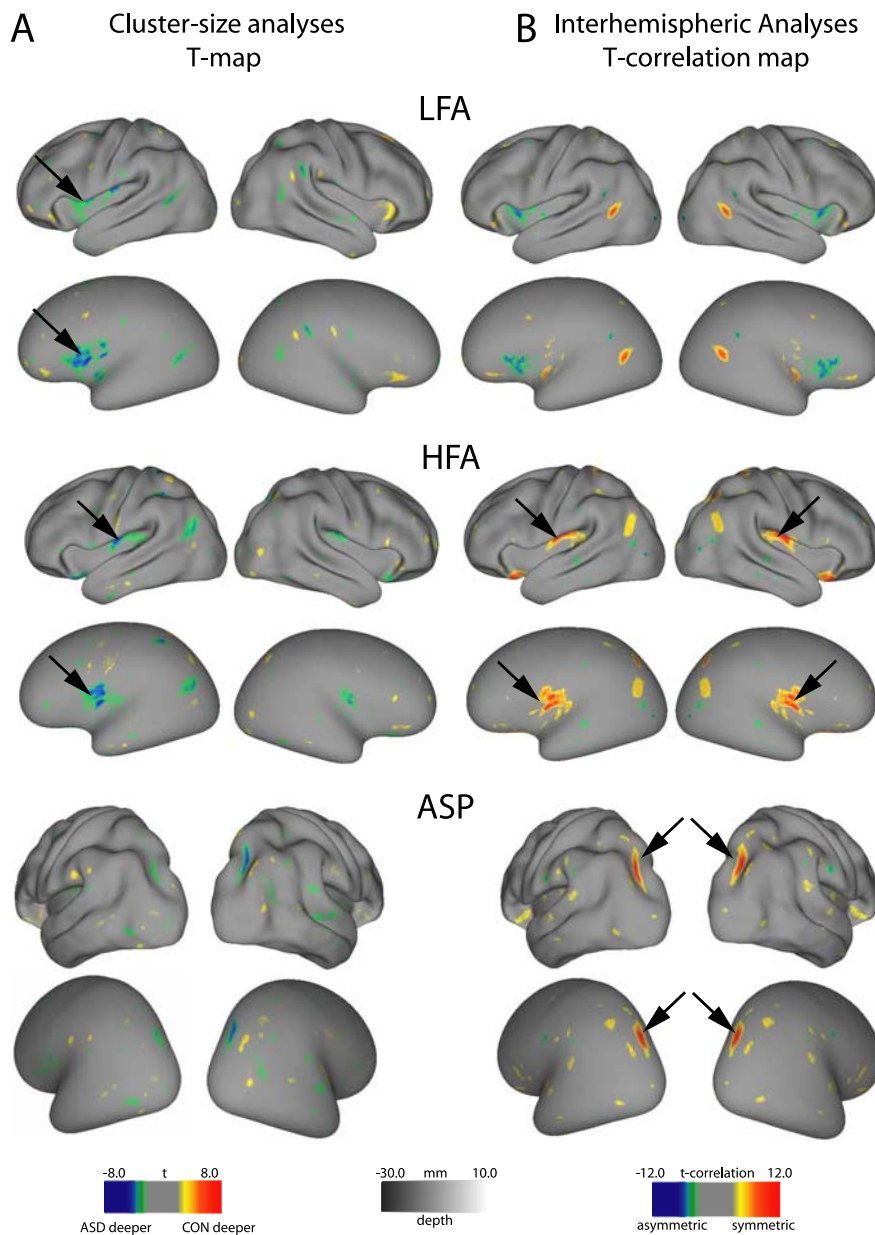 A Cluster-size analyses
T-map
B Interhemispheric Analyses
T-correlation map
LFA
HFA
ASP
-8.0 t 8.0
ASD deeper CON deeper
-30.0 mm 10.0
depth
-12.0 t-correlation 12.0
asymmetric symmetric